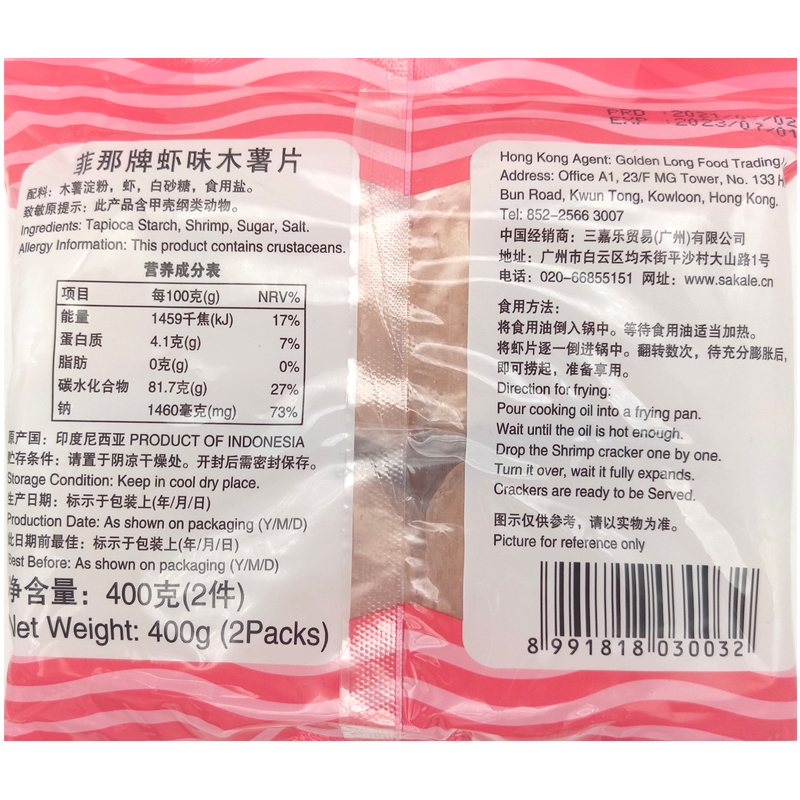 菲那牌虾味木薯片
配料：木薯淀粉，虾，白砂糖，食用盐。
致敏原提示：此产品含甲壳纲类动物。
Ingredients: Tapioca Starch, Shrimp, Sugar, Salt.
Allergy Information: This product contains crustaceans.
营养成分表
项目 每100克(g) NRV%
能量 1459千焦(kJ) 17%
蛋白质 4.1克(g) 7%
脂肪 0克(g) 0%
碳水化合物 81.7克(g) 27%
钠 1460毫克(mg) 73%
原产国：印度尼西亚 PRODUCT OF INDONESIA
贮存条件：请置于阴凉干燥处。开封后需密封保存。
Storage Condition: Keep in cool dry place.
生产日期：标示于包装上(年/月/日)
Production Date: As shown on packaging (Y/M/D)
此日期前最佳：标示于包装上(年/月/日)
Best Before: As shown on packaging (Y/M/D)
净含量：400克(2件)
Net Weight: 400g (2Packs)
PRD
EXP
Hong Kong Agent: Golden Long Food Trading
Address: Office A1, 23/F MG Tower, No. 133 H
Bun Road, Kwun Tong, Kowloon, Hong Kong.
Tel: 852-2566 3007
中国经销商：三嘉乐贸易(广州)有限公司
地址：广州市白云区均禾街平沙村大山路1号
电话：020-66855151 网址：www.sakale.cn
食用方法：
将食用油倒入锅中。等待食用油适当加热。
将虾片逐一倒进锅中。翻转数次，待充分膨胀后，
即可捞起，准备享用。
Direction for frying:
Pour cooking oil into a frying pan.
Wait until the oil is hot enough.
Drop the Shrimp cracker one by one.
Turn it over, wait it fully expands.
Crackers are ready to be Served.
图示仅供参考，请以实物为准。
Picture for reference only
8 991818 030032